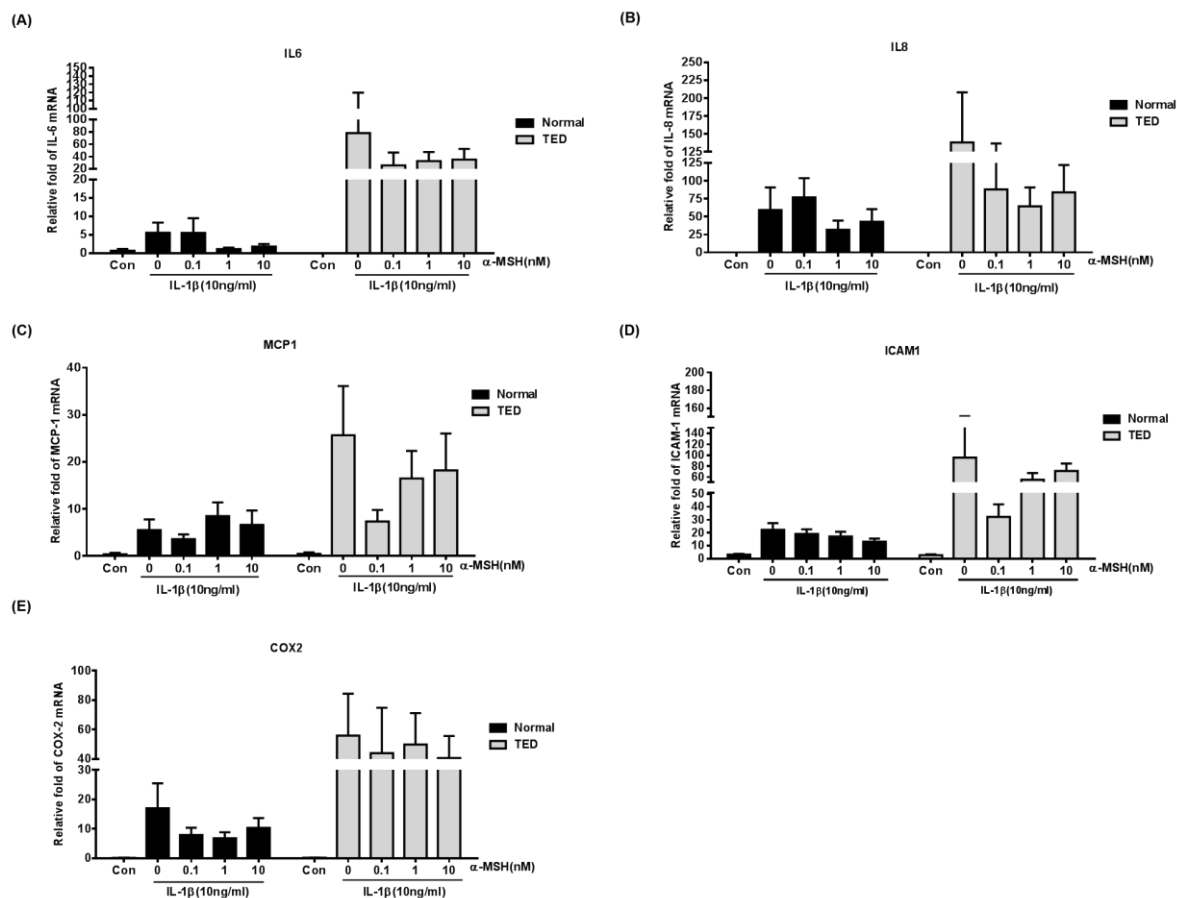 (A)
IL6
Relative fold of IL-6 mRNA
150
140
130
120
110
100
100
80
60
40
20
20
15
10
5
0
Normal
TED
Con 0 0.1 1 10 Con 0 0.1 1 10 α-MSH(nM)
IL-1β(10ng/ml) IL-1β(10ng/ml)
(B)
IL8
Relative fold of IL-8 mRNA
250
225
200
175
150
125
125
100
75
50
25
0
Normal
TED
Con 0 0.1 1 10 Con 0 0.1 1 10 α-MSH(nM)
IL-1β(10ng/ml) IL-1β(10ng/ml)
(C)
MCP1
Relative fold of MCP-1 mRNA
40
30
20
10
0
Normal
TED
Con 0 0.1 1 10 Con 0 0.1 1 10 α-MSH(nM)
IL-1β(10ng/ml) IL-1β(10ng/ml)
(D)
ICAM1
Relative fold of ICAM-1 mRNA
200
180
160
140
120
100
80
60
50
40
30
20
10
0
Normal
TED
Con 0 0.1 1 10 Con 0 0.1 1 10 α-MSH(nM)
IL-1β(10ng/ml) IL-1β(10ng/ml)
(E)
COX2
Relative fold of COX-2 mRNA
100
80
60
40
30
20
10
0
Normal
TED
Con 0 0.1 1 10 Con 0 0.1 1 10 α-MSH(nM)
IL-1β(10ng/ml) IL-1β(10ng/ml)